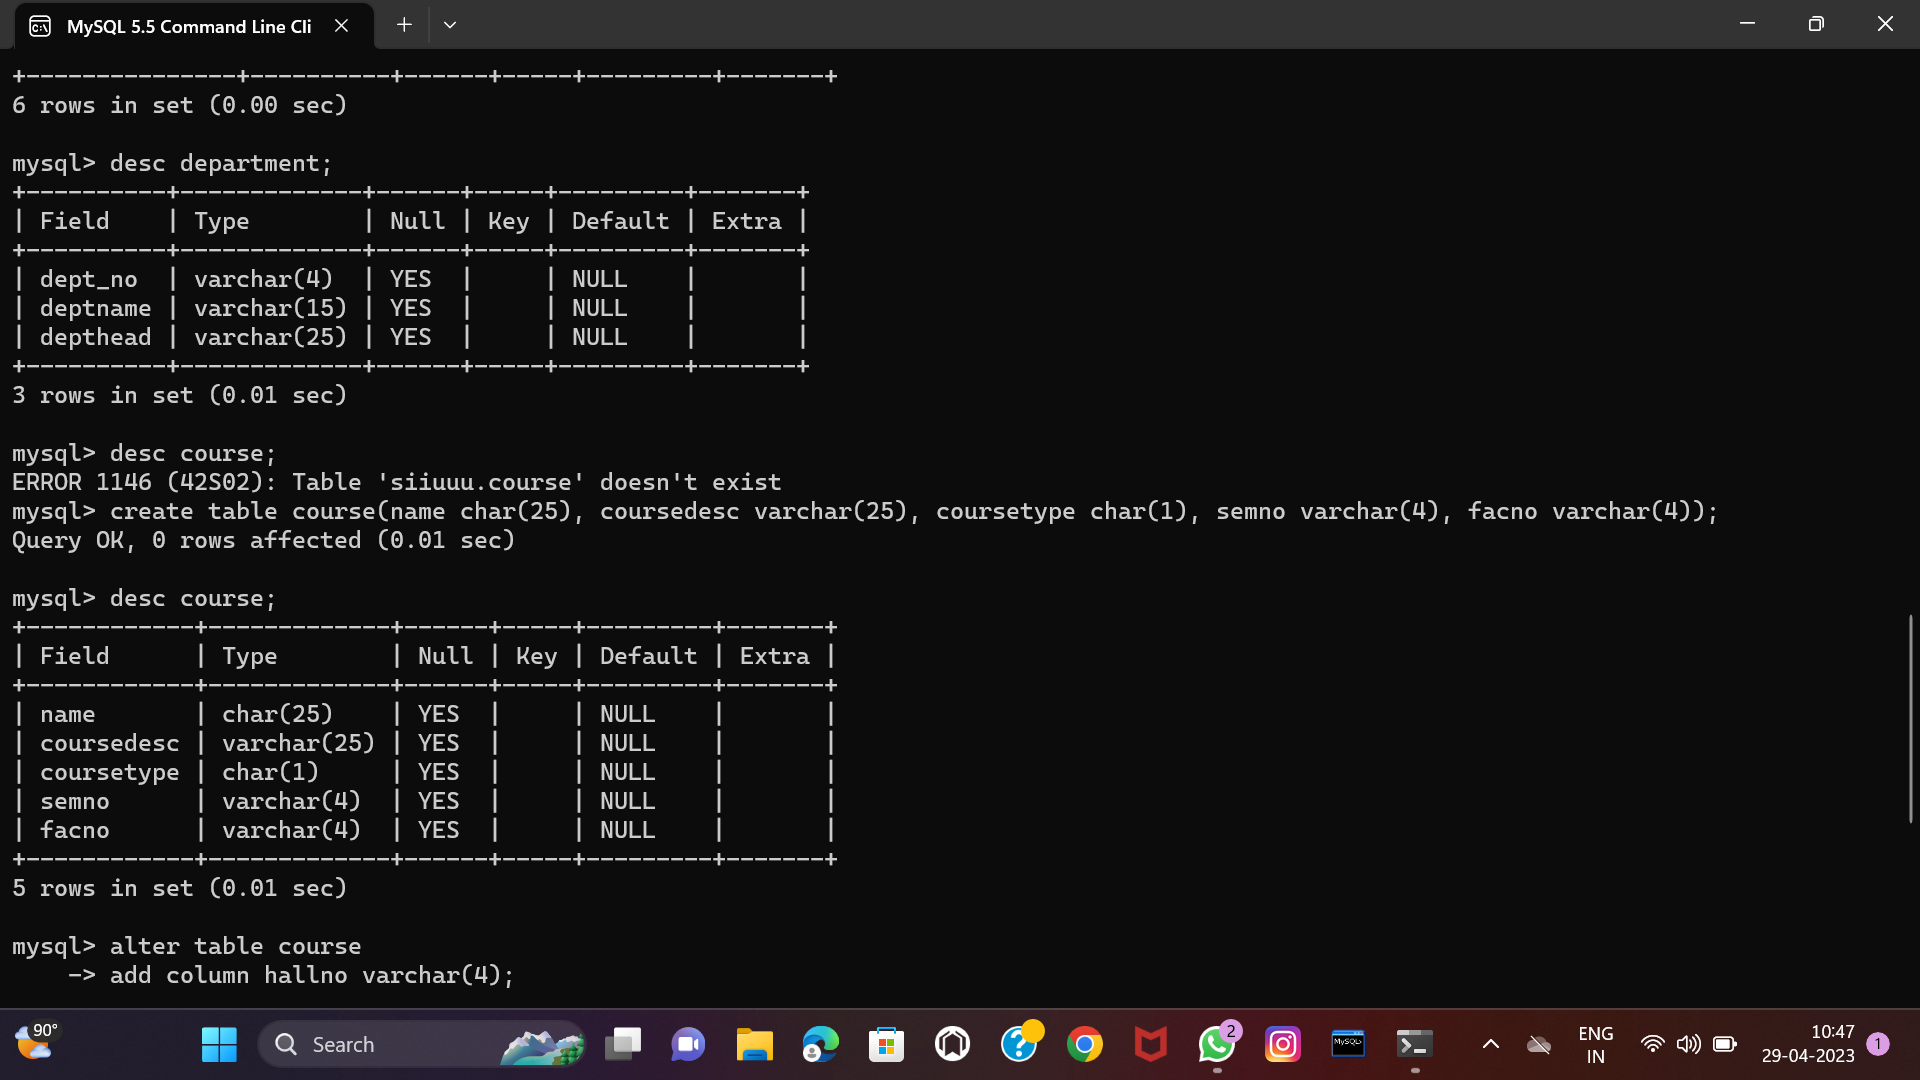 MySQL 5.5 Command Line Cli
+---------------+----------+------+-----+---------+-------+
6 rows in set (0.00 sec)
mysql> desc department;
+----------+-------------+------+-----+---------+-------+
| Field    | Type        | Null | Key | Default | Extra |
+----------+-------------+------+-----+---------+-------+
| dept_no  | varchar(4)  | YES  |     | NULL    |       |
| deptname | varchar(15) | YES  |     | NULL    |       |
| depthead | varchar(25) | YES  |     | NULL    |       |
+----------+-------------+------+-----+---------+-------+
3 rows in set (0.01 sec)
mysql> desc course;
ERROR 1146 (42S02): Table 'siiuuu.course' doesn't exist
mysql> create table course(name char(25), coursedesc varchar(25), coursetype char(1), semno varchar(4), facno varchar(4));
Query OK, 0 rows affected (0.01 sec)
mysql> desc course;
+------------+-------------+------+-----+---------+-------+
| Field      | Type        | Null | Key | Default | Extra |
+------------+-------------+------+-----+---------+-------+
| name       | char(25)    | YES  |     | NULL    |       |
| coursedesc | varchar(25) | YES  |     | NULL    |       |
| coursetype | char(1)     | YES  |     | NULL    |       |
| semno      | varchar(4)  | YES  |     | NULL    |       |
| facno      | varchar(4)  | YES  |     | NULL    |       |
+------------+-------------+------+-----+---------+-------+
5 rows in set (0.01 sec)
mysql> alter table course
    -> add column hallno varchar(4);
90°
Search
2
MySQL>
ENG
IN
10:47
29-04-2023
1